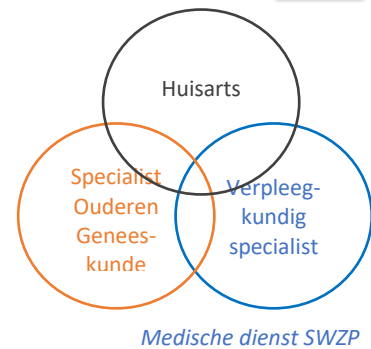 Huisarts
Specialist
Ouderen
Genees-
kunde
Verpleeg-
kundig
specialist
Medische dienst SWZP